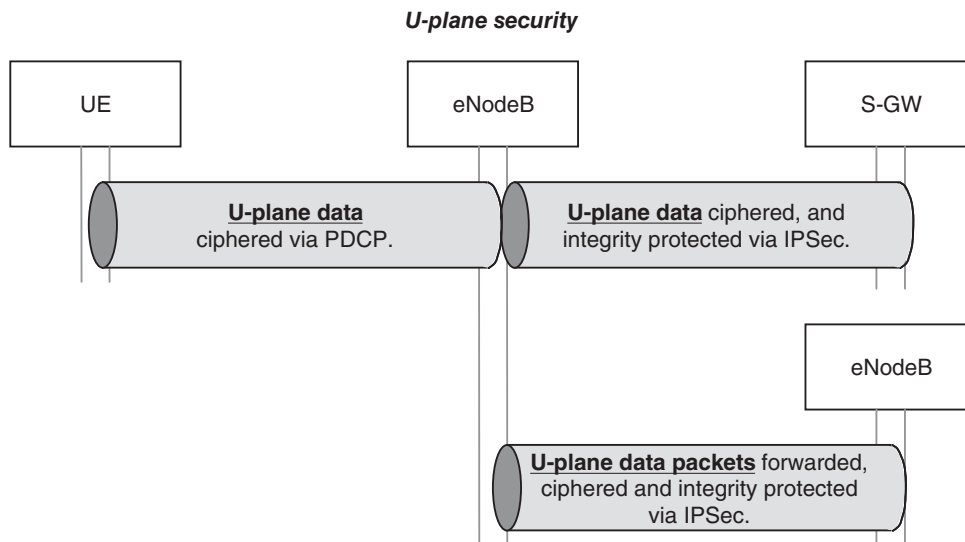 U-plane security
UE
eNodeB
S-GW
U-plane data
ciphered via PDCP.
U-plane data ciphered, and
integrity protected via IPSec.
eNodeB
U-plane data packets forwarded,
ciphered and integrity protected
via IPSec.